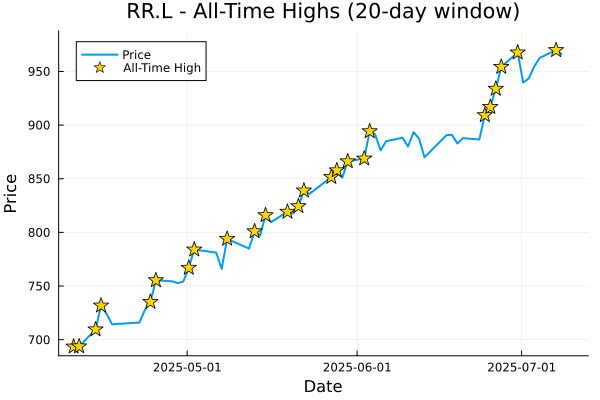 RR.L - All-Time Highs (20-day window)
Price
All-Time High
950
900
850
800
750
700
Price
2025-05-01
2025-06-01
2025-07-01
Date